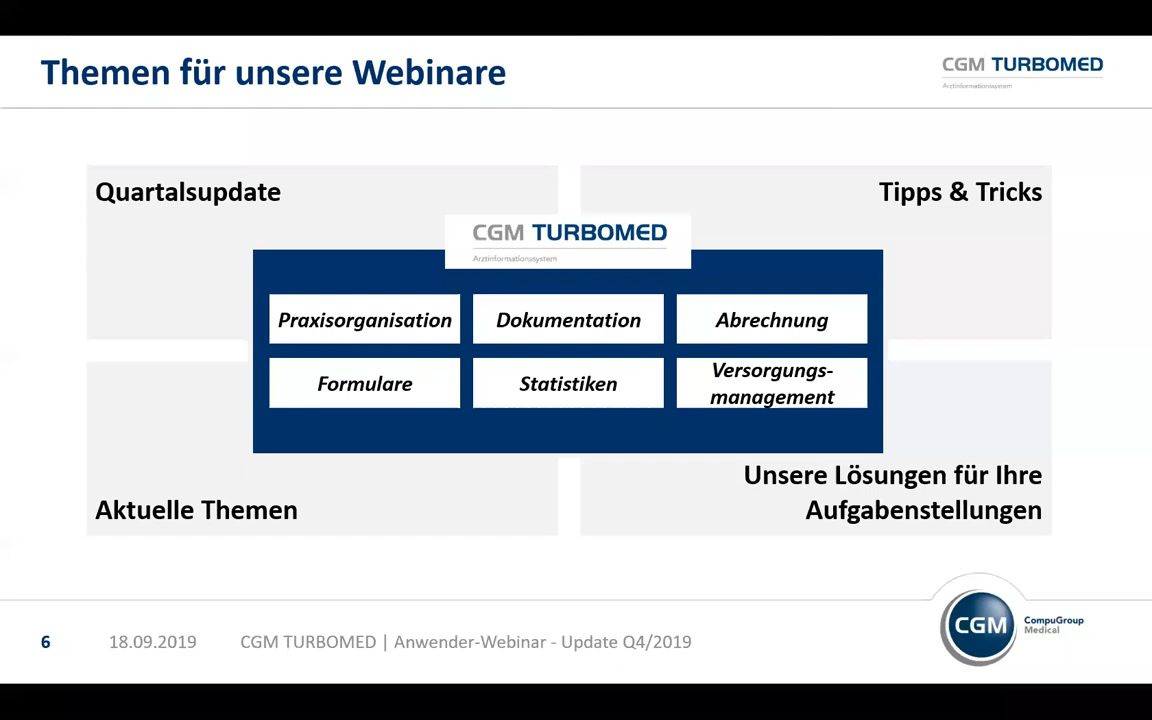 Themen für unsere Webinare
CGM TURBOMED
Arztinformationssystem
Quartalsupdate
Tipps & Tricks
CGM TURBOMED
Arztinformationssystem
Praxisorganisation
Dokumentation
Abrechnung
Formulare
Statistiken
Versorgungs-
management
Aktuelle Themen
Unsere Lösungen für Ihre
Aufgabenstellungen
6 18.09.2019 CGM TURBOMED | Anwender-Webinar - Update Q4/2019
CGM
CompuGroup
Medical